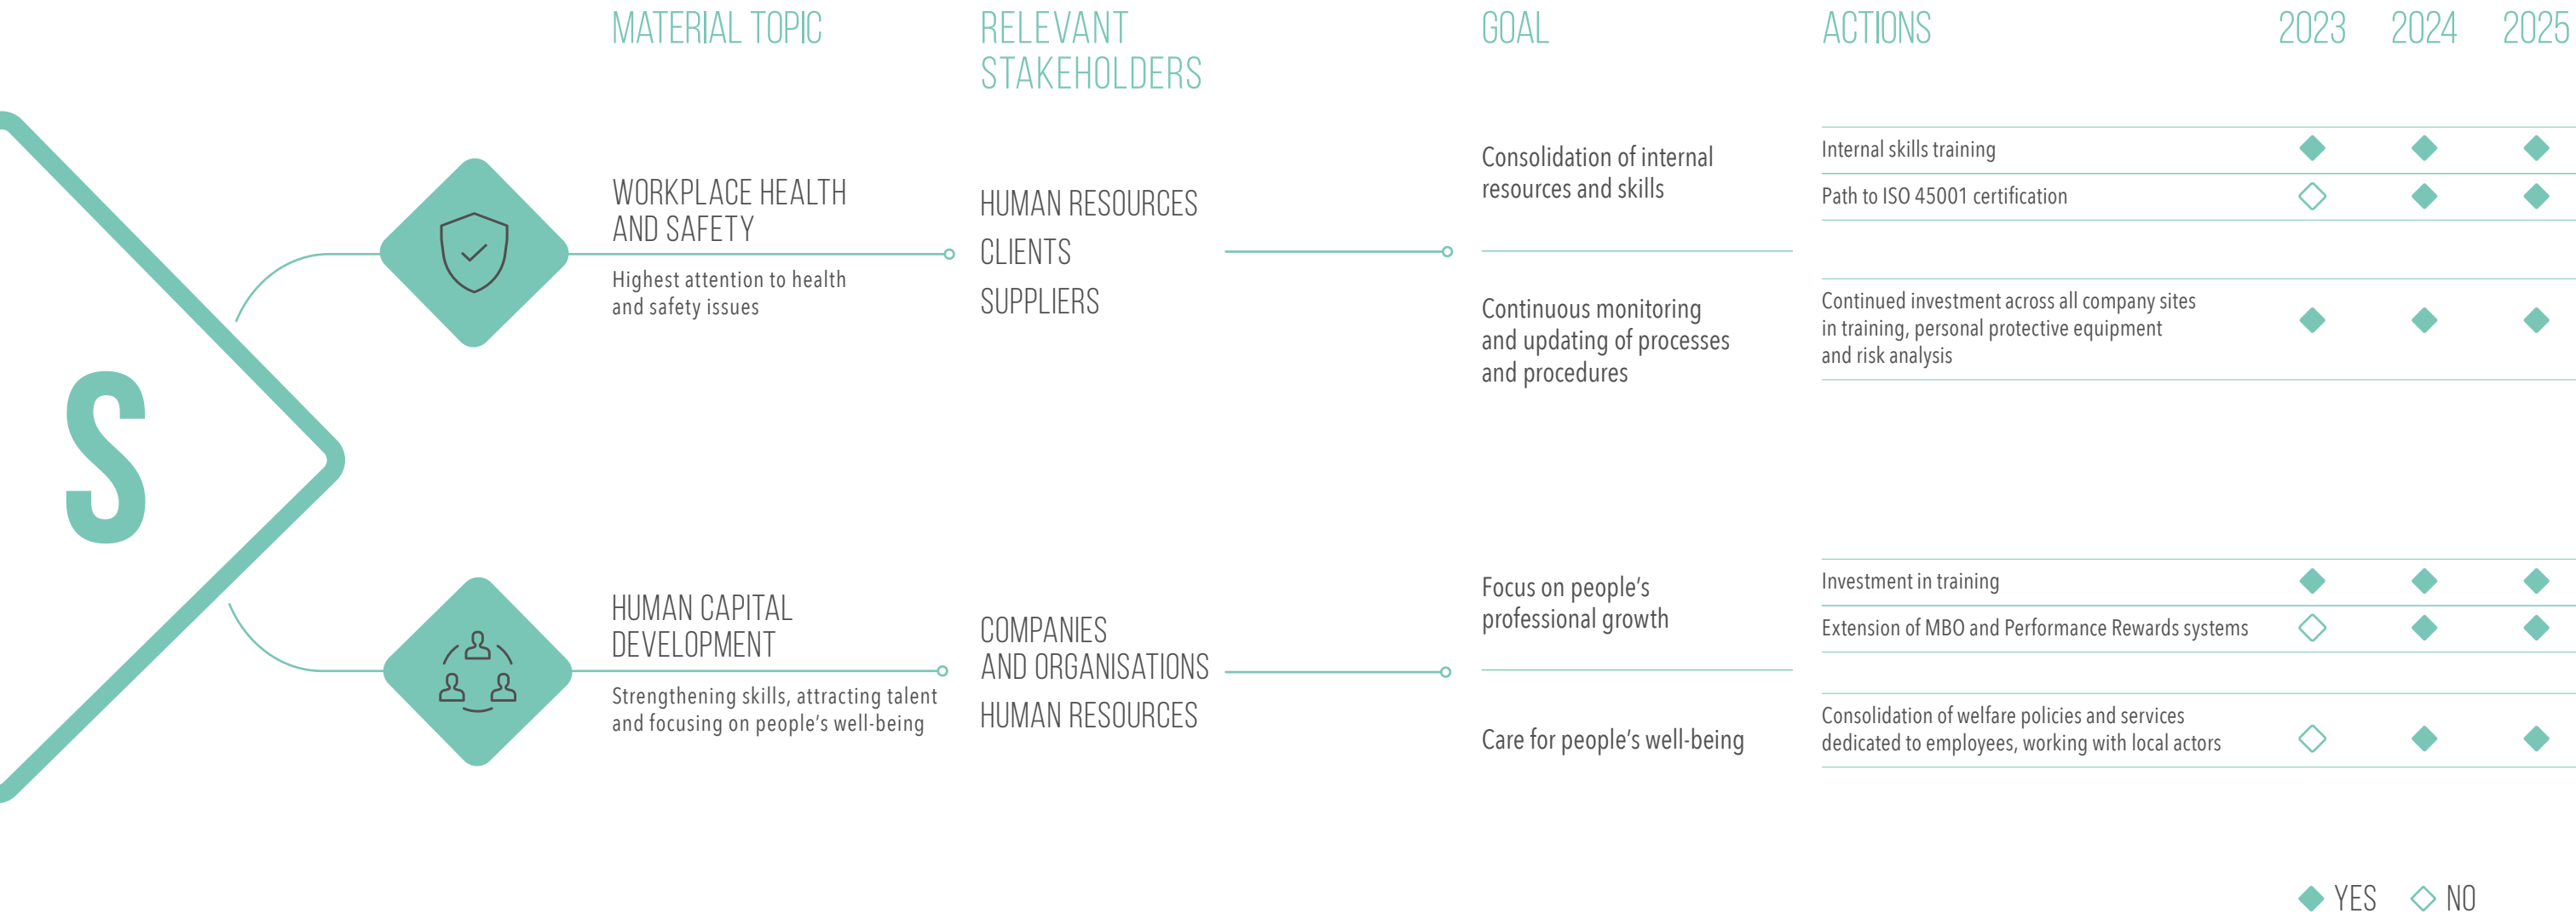 MATERIAL TOPIC
RELEVANT
STAKEHOLDERS
GOAL
ACTIONS
2023
2024
2025
S
WORKPLACE HEALTH
AND SAFETY
Highest attention to health
and safety issues
HUMAN RESOURCES
CLIENTS
SUPPLIERS
Consolidation of internal
resources and skills
Internal skills training
Path to ISO 45001 certification
Continuous monitoring
and updating of processes
and procedures
Continued investment across all company sites
in training, personal protective equipment
and risk analysis
HUMAN CAPITAL
DEVELOPMENT
Strengthening skills, attracting talent
and focusing on people’s well-being
COMPANIES
AND ORGANISATIONS
HUMAN RESOURCES
Focus on people’s
professional growth
Investment in training
Extension of MBO and Performance Rewards systems
Care for people’s well-being
Consolidation of welfare policies and services
dedicated to employees, working with local actors
YES
NO